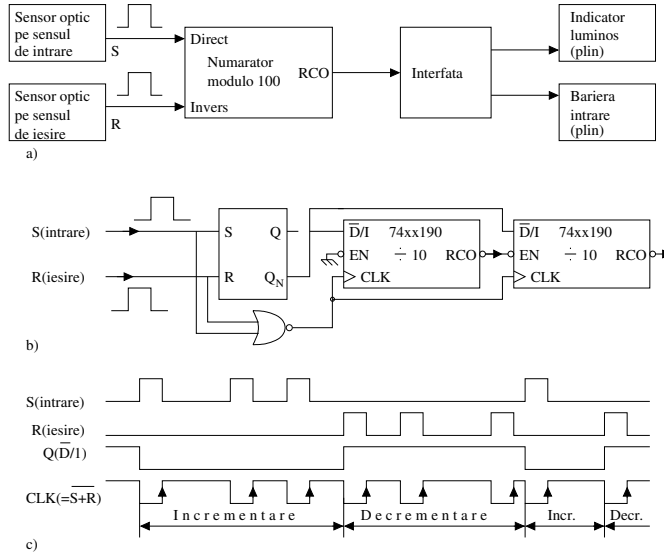 Sensor optic
pe sensul
de intrare
S
Direct
Numarator
modulo 100
RCO
Invers
Interfata
Indicator
luminos
(plin)
Sensor optic
pe sensul
de iesire
R
Bariera
intrare
(plin)
a)
S(intrare)
R(iesire)
S
Q
R
Q_N
D̅/I 74xx190
EN ÷ 10 RCO
CLK
D̅/I 74xx190
EN ÷ 10 RCO
CLK
b)
S(intrare)
R(iesire)
Q(D̅/1)
CLK(=S̅+̅R̅)
Incrementare
Decrementare
Incr.
Decr.
c)